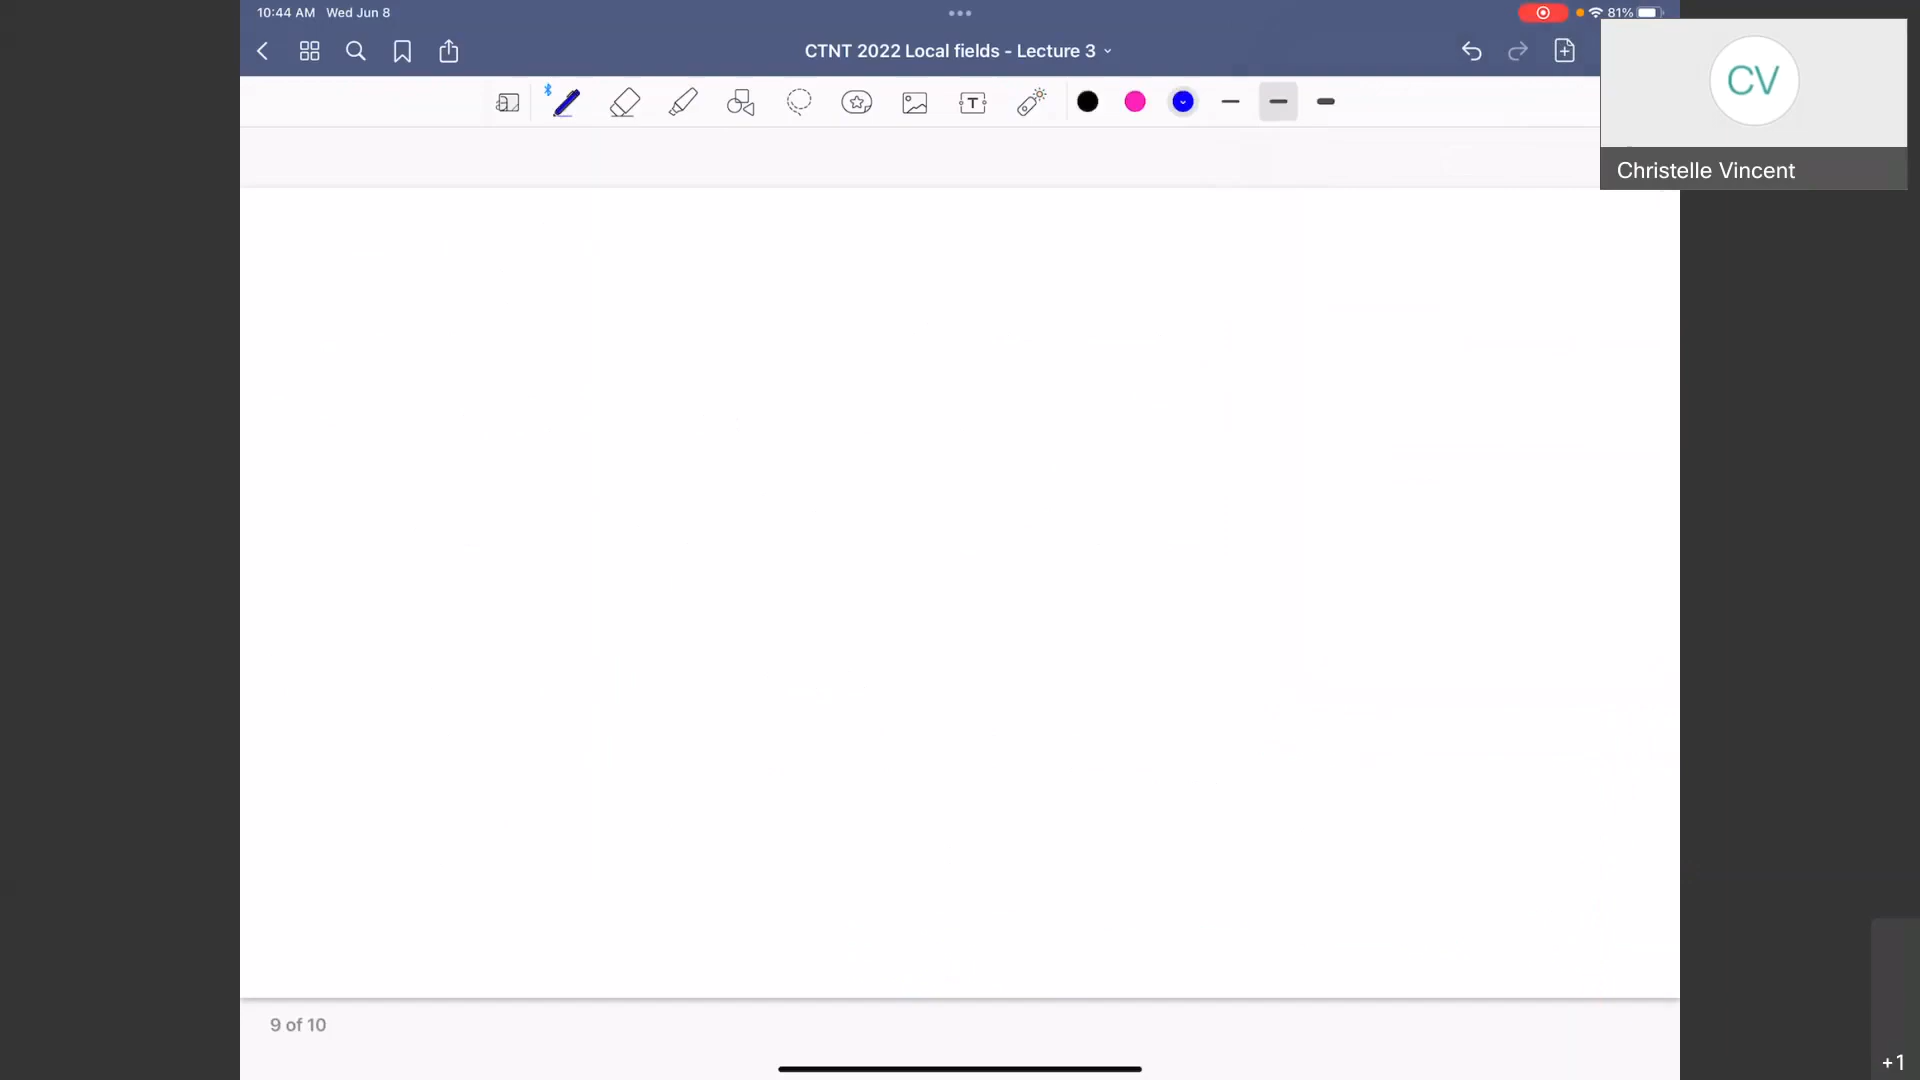 10:44 AM Wed Jun 8
81%
CTNT 2022 Local fields - Lecture 3
T
CV
Christelle Vincent
9 of 10
+1